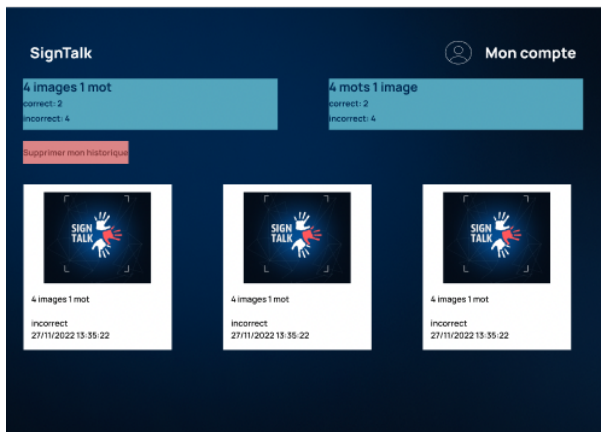 SignTalk
Mon compte
4 images 1 mot
correct: 2
incorrect: 4
4 mots 1 image
correct: 2
incorrect: 4
Supprimer mon historique
SIGN
TALK
4 images 1 mot
incorrect
27/11/2022 13:35:22
SIGN
TALK
4 images 1 mot
incorrect
27/11/2022 13:35:22
SIGN
TALK
4 images 1 mot
incorrect
27/11/2022 13:35:22